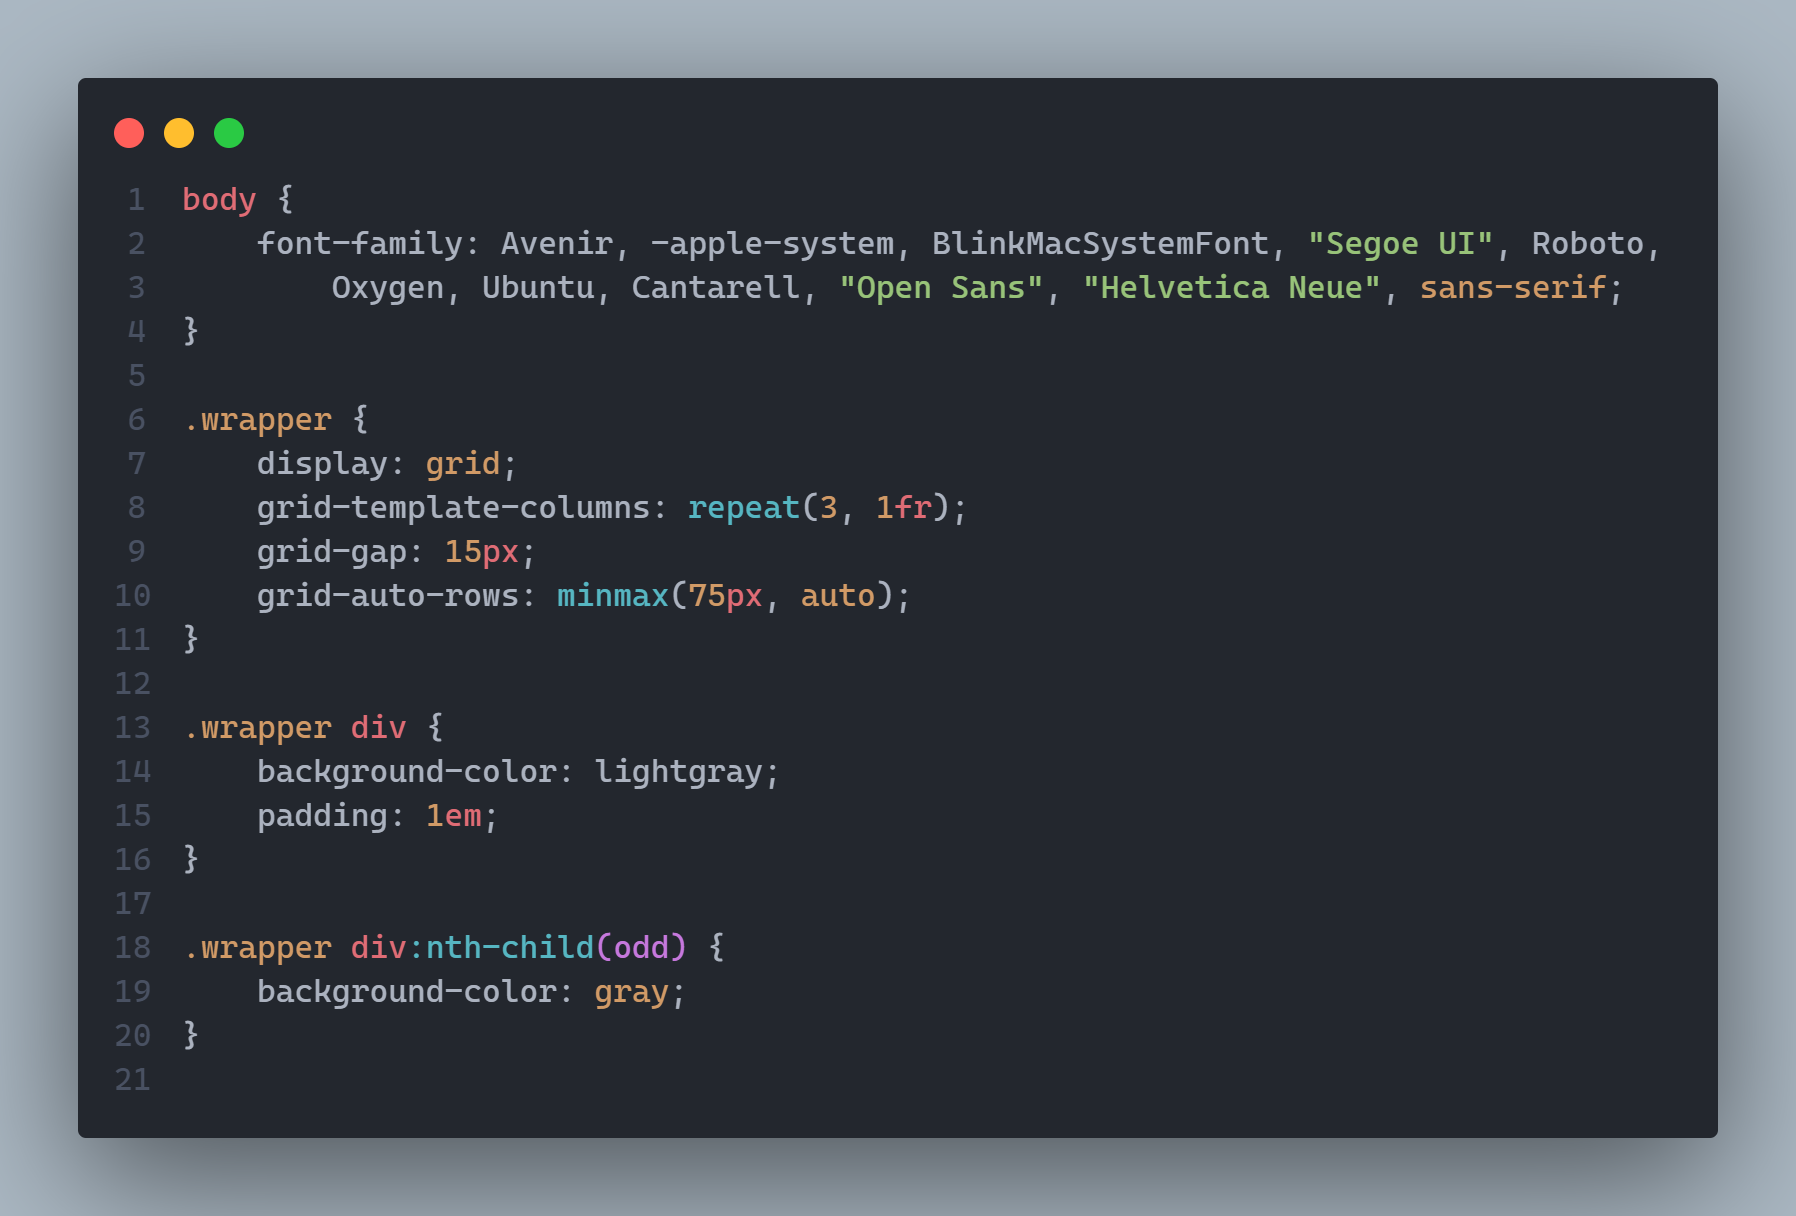 1 body {
2     font-family: Avenir, -apple-system, BlinkMacSystemFont, "Segoe UI", Roboto,
3         Oxygen, Ubuntu, Cantarell, "Open Sans", "Helvetica Neue", sans-serif;
4 }
5
6 .wrapper {
7     display: grid;
8     grid-template-columns: repeat(3, 1fr);
9     grid-gap: 15px;
10     grid-auto-rows: minmax(75px, auto);
11 }
12
13 .wrapper div {
14     background-color: lightgray;
15     padding: 1em;
16 }
17
18 .wrapper div:nth-child(odd) {
19     background-color: gray;
20 }
21